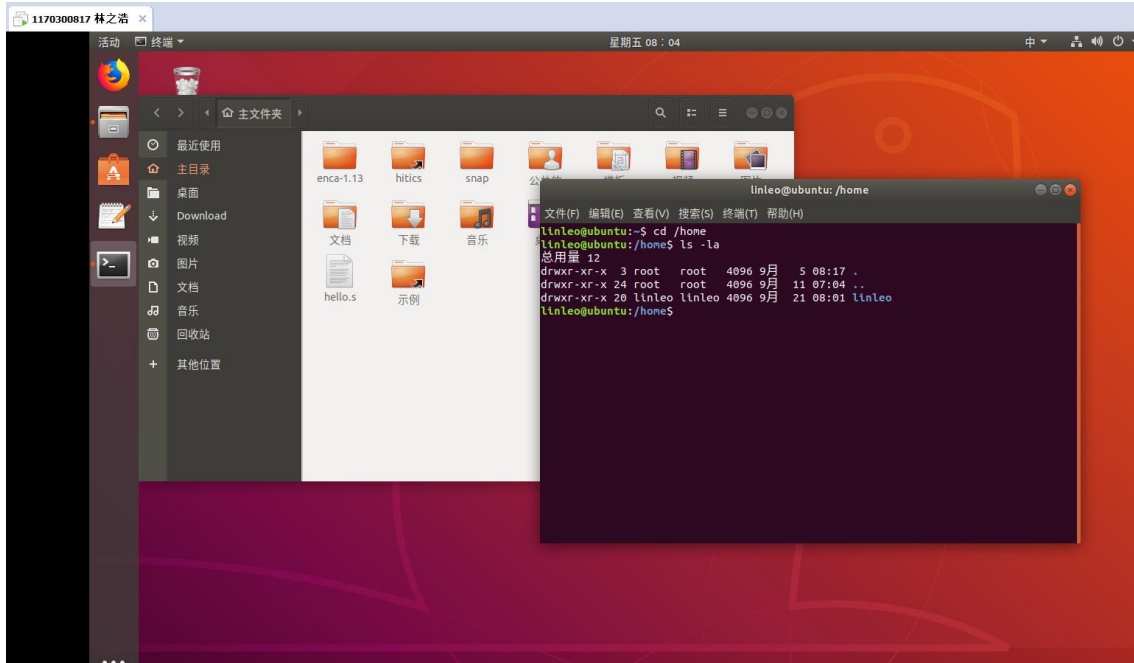 1170300817 林之浩 ×
活动 终端
星期五 08：04
中
主文件夹
最近使用
主目录
桌面
Download
视频
图片
文档
音乐
回收站
+ 其他位置
enca-1.13 hitics snap
文档 下载 音乐
hello.s 示例
linleo@ubuntu: /home
文件(F) 编辑(E) 查看(V) 搜索(S) 终端(T) 帮助(H)
linleo@ubuntu:~$ cd /home
linleo@ubuntu:/home$ ls -la
总用量 12
drwxr-xr-x 3 root root 4096 9月 5 08:17 .
drwxr-xr-x 24 root root 4096 9月 11 07:04 ..
drwxr-xr-x 20 linleo linleo 4096 9月 21 08:01 linleo
linleo@ubuntu:/home$